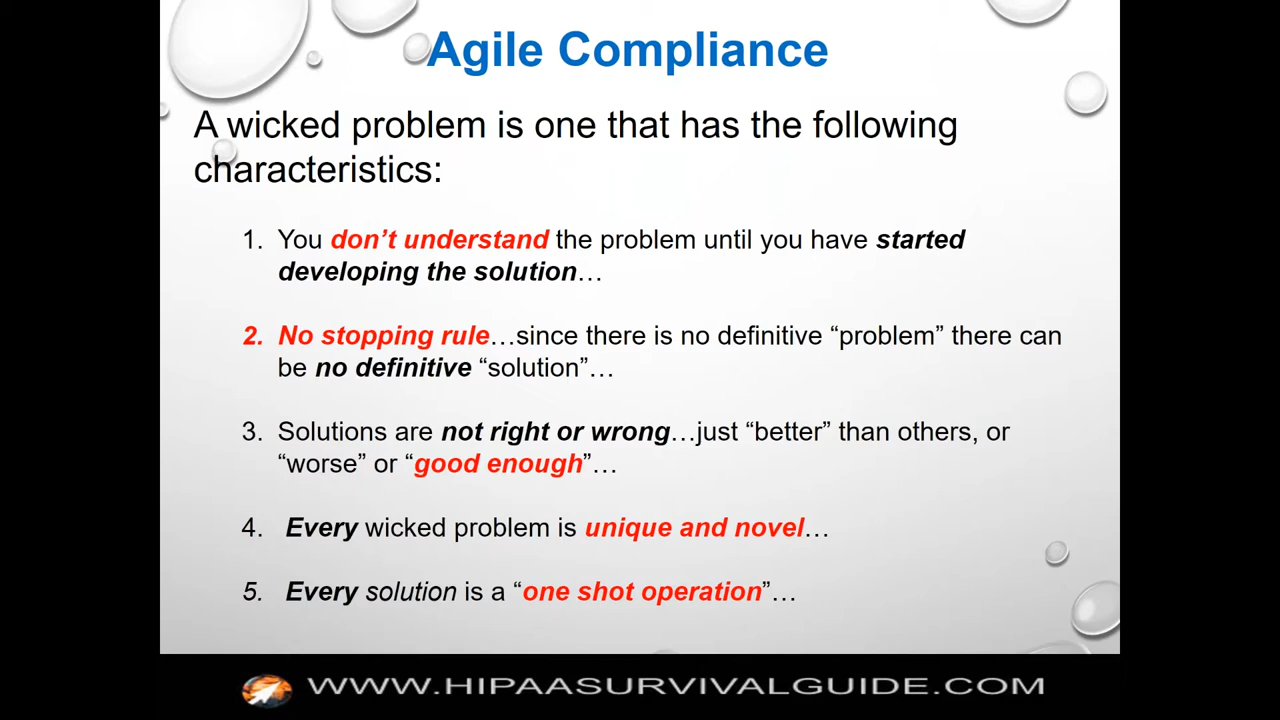 Agile Compliance
A wicked problem is one that has the following
characteristics:
1. You don’t understand the problem until you have started
developing the solution…
2. No stopping rule…since there is no definitive “problem” there can
be no definitive “solution”…
3. Solutions are not right or wrong…just “better” than others, or
“worse” or “good enough”…
4. Every wicked problem is unique and novel…
5. Every solution is a “one shot operation”…
WWW.HIPAASURVIVALGUIDE.COM